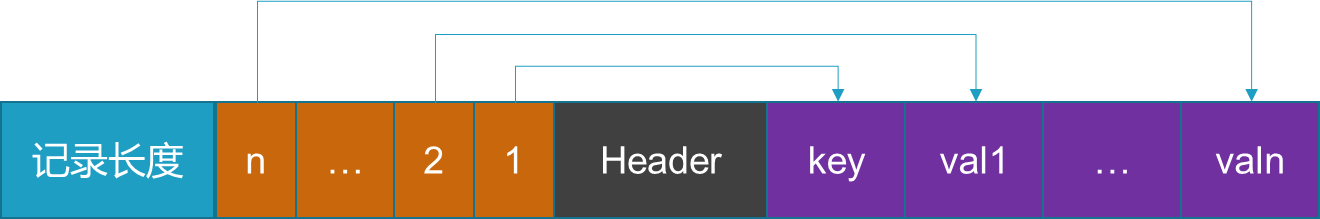 记录长度 n … 2 1 Header key val1 … valn